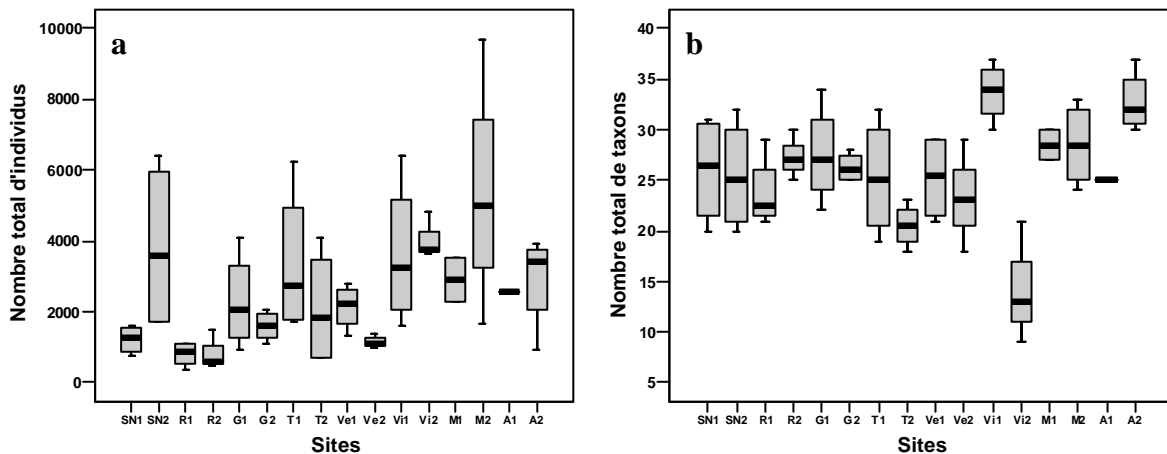 a
Nombre total d'individus
10000
8000
6000
4000
2000
0
SN1 SN2 R1 R2 G1 G2 T1 T2 Ve1 Ve2 Vi1 Vi2 M1 M2 A1 A2
Sites
b
Nombre total de taxons
40
35
30
25
20
15
10
5
SN1 SN2 R1 R2 G1 G2 T1 T2 Ve1 Ve2 Vi1 Vi2 M1 M2 A1 A2
Sites